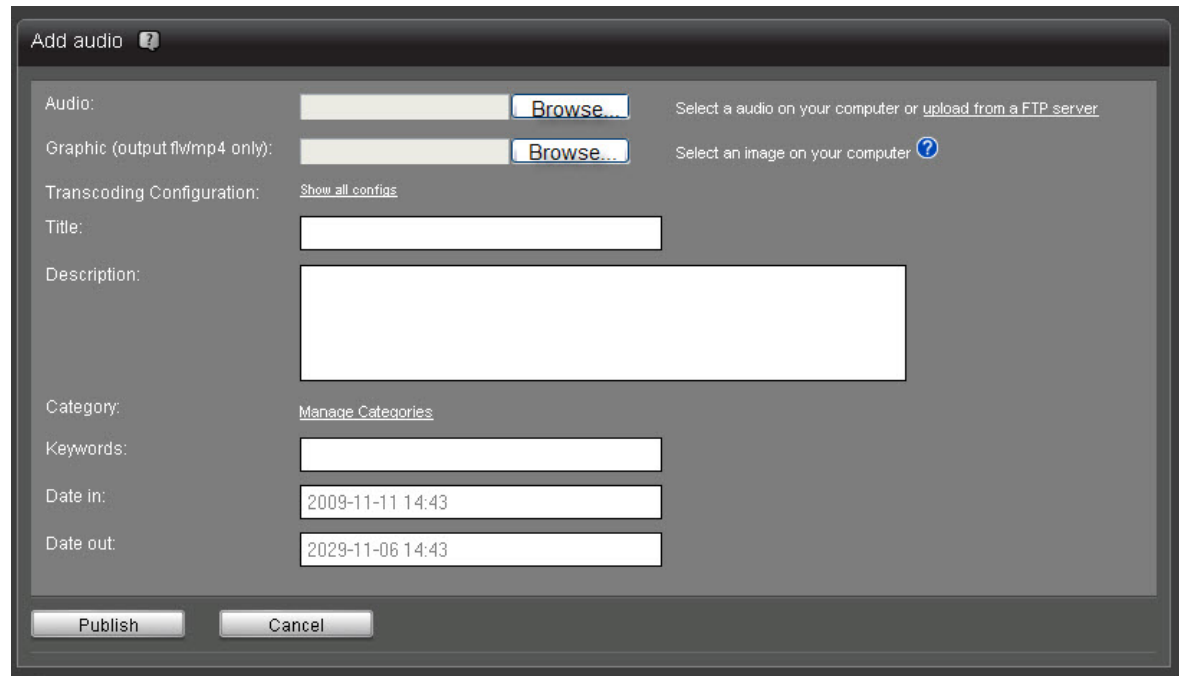 Add audio ?
Audio: Browse... Select a audio on your computer or upload from a FTP server
Graphic (output flv/mp4 only): Browse... Select an image on your computer ?
Transcoding Configuration: Show all configs
Title:
Description:
Category: Manage Categories
Keywords:
Date in: 2009-11-11 14:43
Date out: 2029-11-06 14:43
Publish Cancel